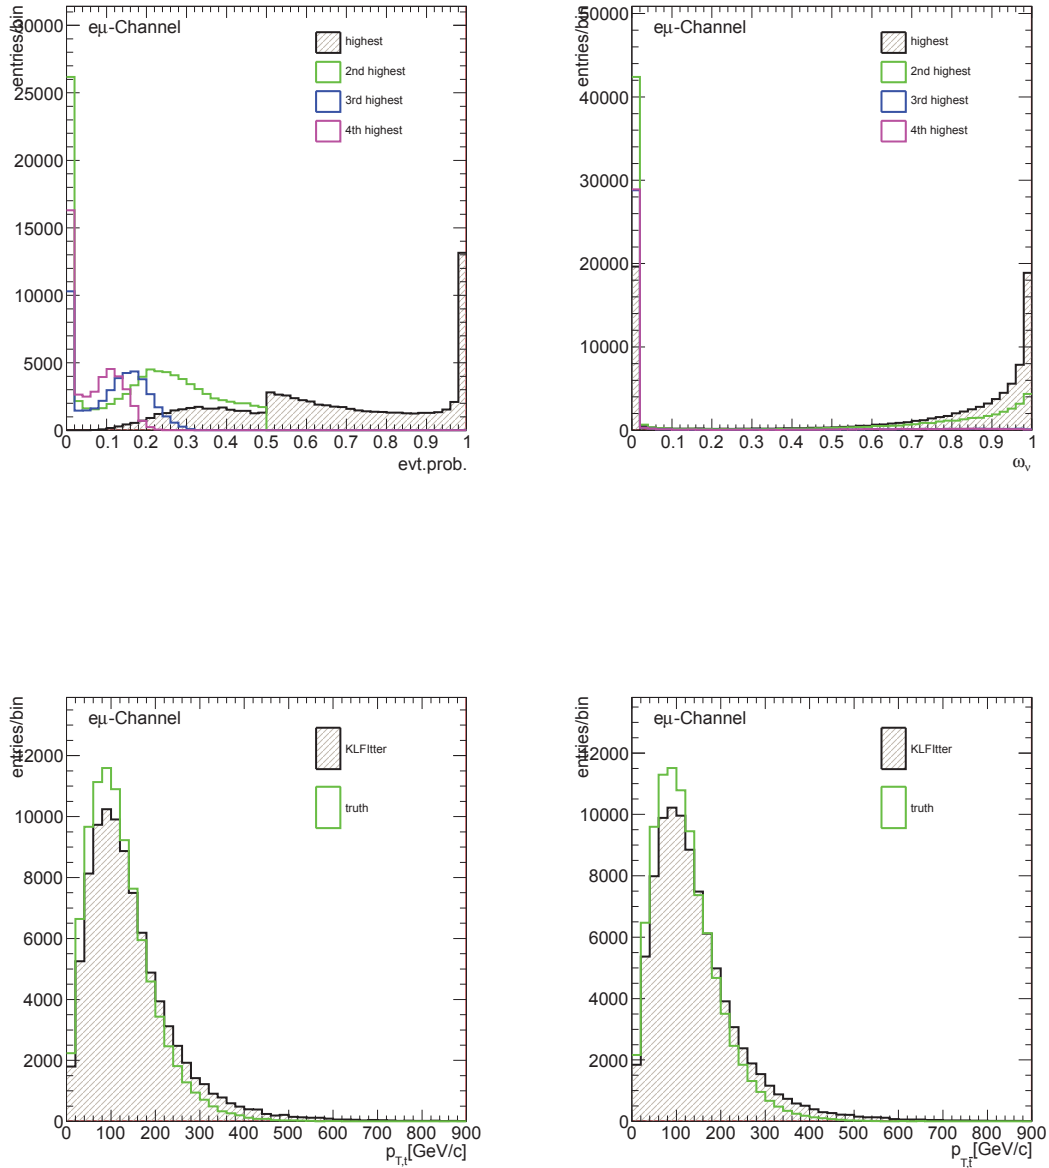 entries/bin
30000
25000
20000
15000
10000
5000
0
eμ-Channel
highest
2nd highest
3rd highest
4th highest
0 0.1 0.2 0.3 0.4 0.5 0.6 0.7 0.8 0.9 1
evt.prob.
entries/bin
50000
40000
30000
20000
10000
0
eμ-Channel
highest
2nd highest
3rd highest
4th highest
0.1 0.2 0.3 0.4 0.5 0.6 0.7 0.8 0.9 1
ω_ν
entries/bin
12000
10000
8000
6000
4000
2000
0
eμ-Channel
KLFItter
truth
0 100 200 300 400 500 600 700 800 900
p_T,t[GeV/c]
entries/bin
12000
10000
8000
6000
4000
2000
0
eμ-Channel
KLFItter
truth
0 100 200 300 400 500 600 700 800 900
p_T,t̄[GeV/c]